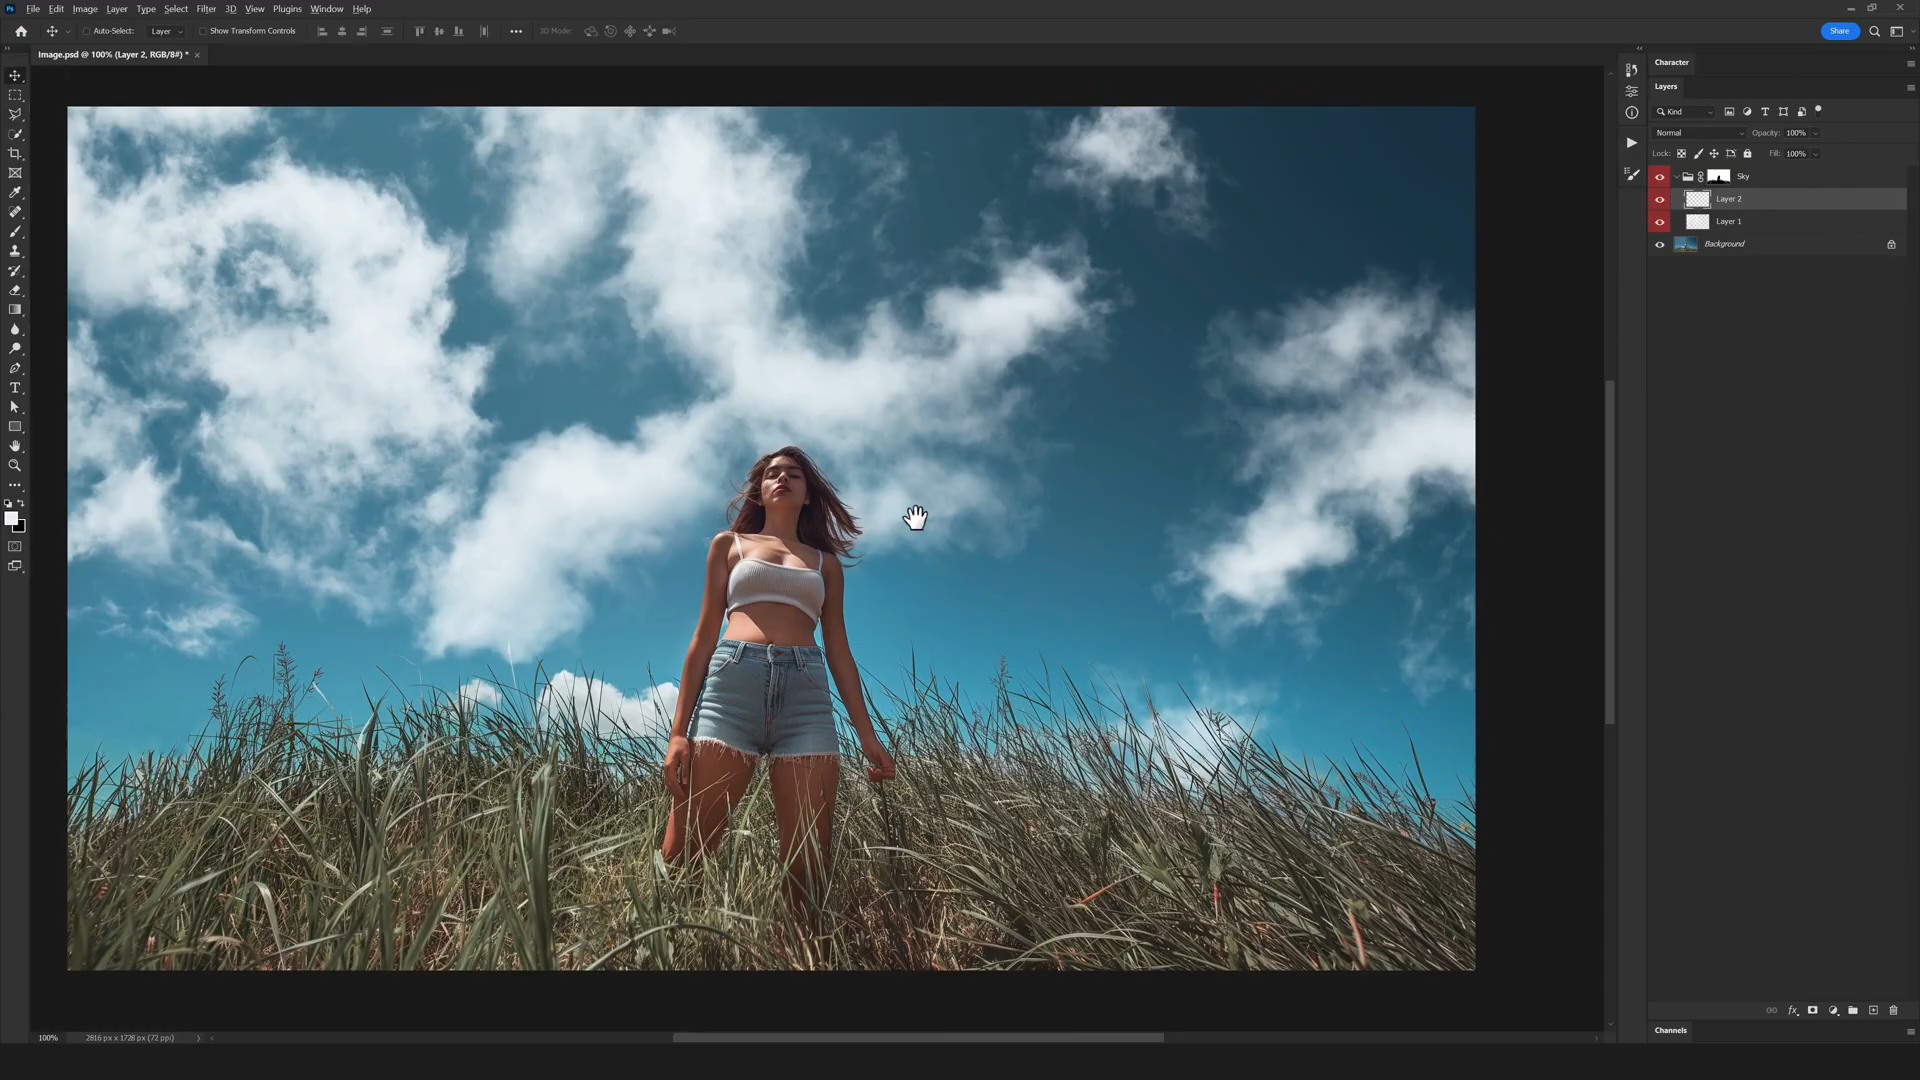 Ps File Edit Image Layer Type Select Filter 3D View Plugins Window Help
Auto-Select: Layer Show Transform Controls 3D Mode: Share
Image.psd @ 100% (Layer 2, RGB/8#) * ×
Character
Layers
Kind
Normal Opacity: 100%
Lock: Fill: 100%
Sky
Layer 2
Layer 1
Background
fx
Channels
100% 2816 px x 1728 px (72 ppi)